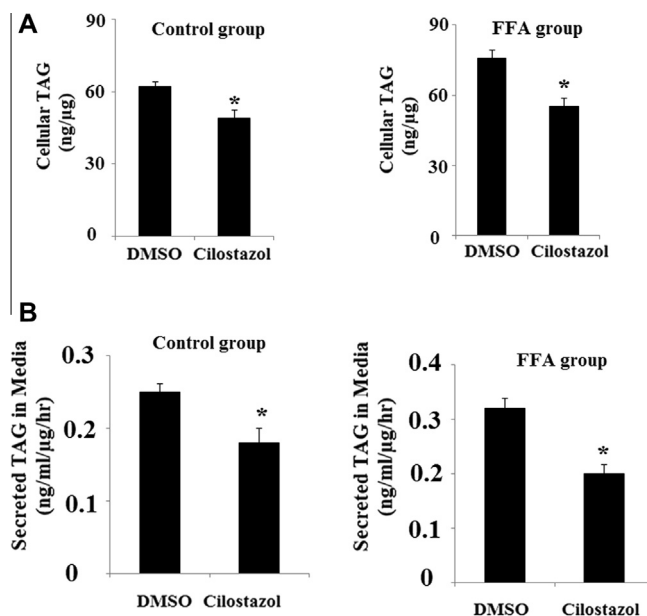 A
Control group
Cellular TAG
(ng/µg)
90
60
30
0
*
DMSO Cilostazol
FFA group
Cellular TAG
(ng/µg)
90
60
30
0
*
DMSO Cilostazol
B
Control group
Secreted TAG in Media
(ng/ml/µg/hr)
0.3
0.2
0.1
0
*
DMSO Cilostazol
FFA group
Secreted TAG in Media
(ng/ml/µg/hr)
0.4
0.3
0.2
0.1
0
*
DMSO Cilostazol